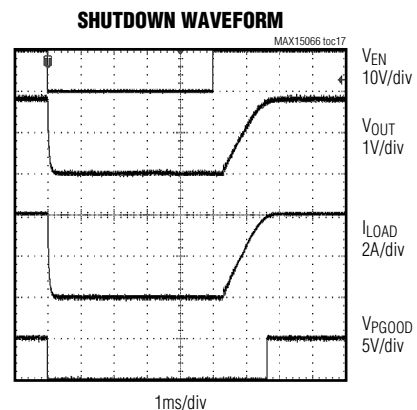 SHUTDOWN WAVEFORM
MAX15066 toc17
VEN
10V/div
VOUT
1V/div
ILOAD
2A/div
VPGOOD
5V/div
1ms/div